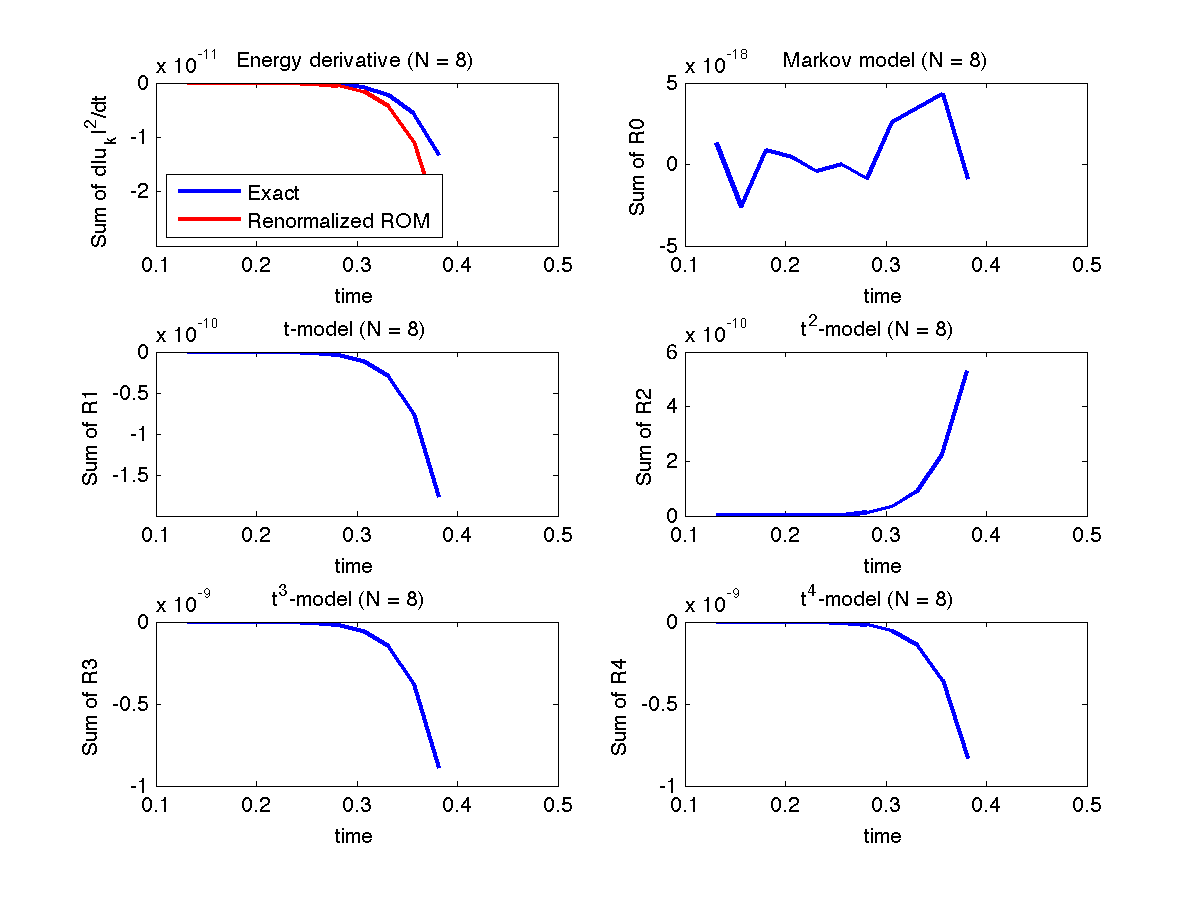 x 10^-11
Energy derivative (N = 8)
Sum of d|u_k|^2/dt
0
-1
-2
Exact
Renormalized ROM
0.1 0.2 0.3 0.4 0.5
time
x 10^-18
Markov model (N = 8)
Sum of R0
5
0
-5
0.1 0.2 0.3 0.4 0.5
time
x 10^-10
t-model (N = 8)
Sum of R1
0
-0.5
-1
-1.5
0.1 0.2 0.3 0.4 0.5
time
x 10^-10
t^2-model (N = 8)
Sum of R2
6
4
2
0
0.1 0.2 0.3 0.4 0.5
time
x 10^-9
t^3-model (N = 8)
Sum of R3
0
-0.5
-1
0.1 0.2 0.3 0.4 0.5
time
x 10^-9
t^4-model (N = 8)
Sum of R4
0
-0.5
-1
0.1 0.2 0.3 0.4 0.5
time